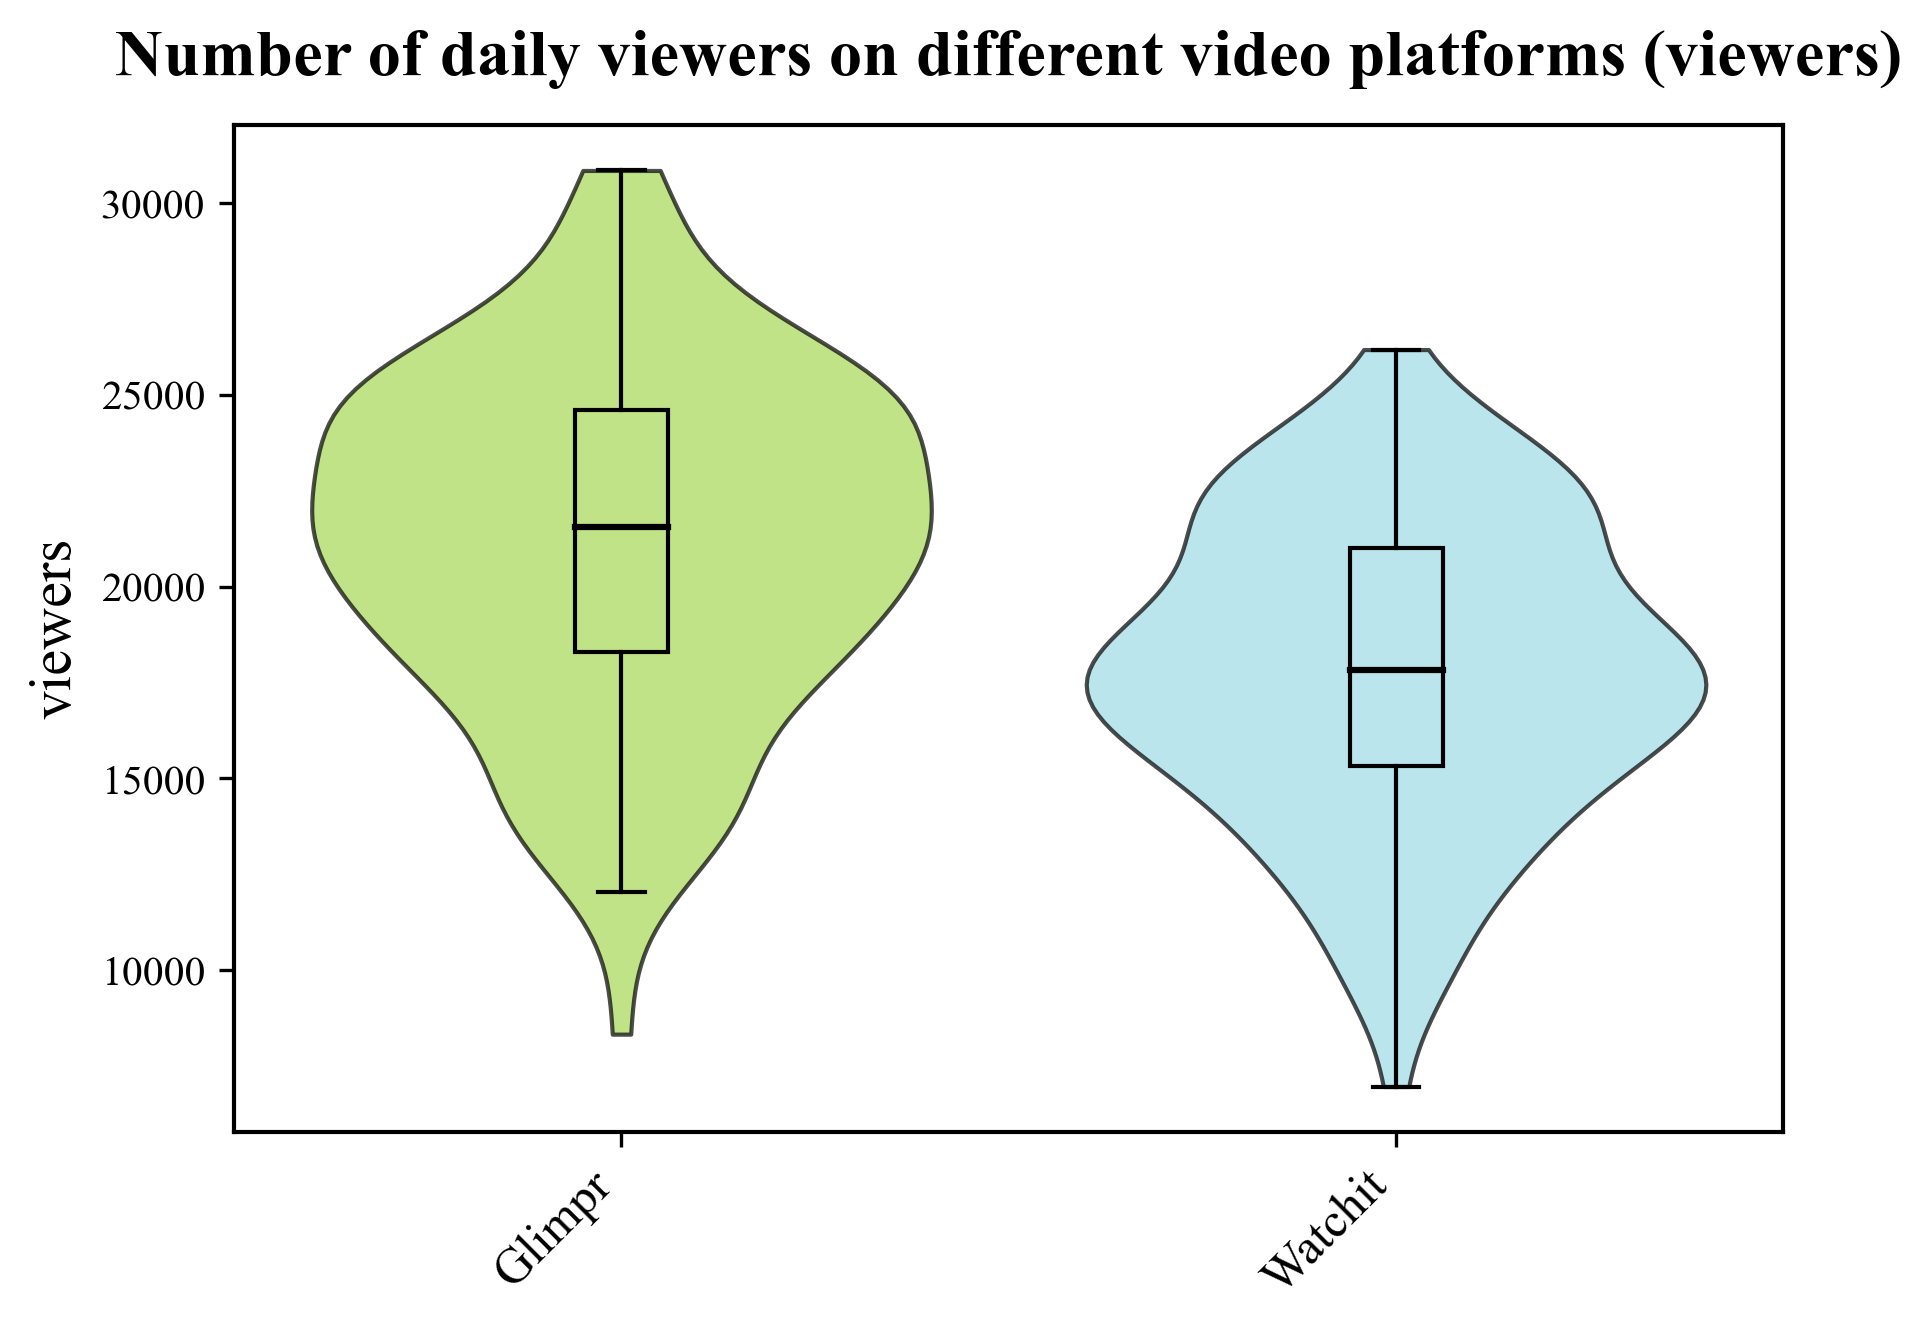 Number of daily viewers on different video platforms (viewers)
viewers
30000
25000
20000
15000
10000
Glimpr
Watchit